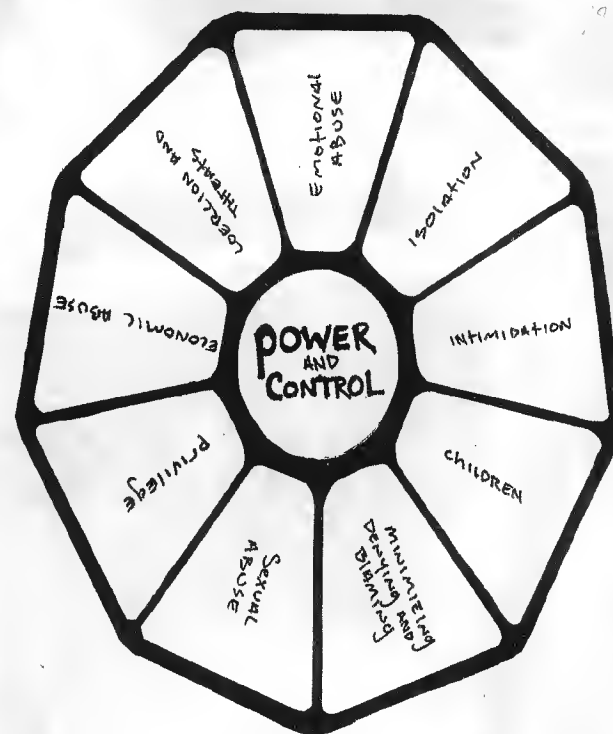 POWER
AND
CONTROL
EMOTIONAL
ABUSE
ISOLATION
INTIMIDATION
CHILDREN
MINIMIZING
DENYING AND
BLAMING
SEXUAL
ABUSE
PRIVILEGE
ECONOMIC ABUSE
COERCION AND
THREATS